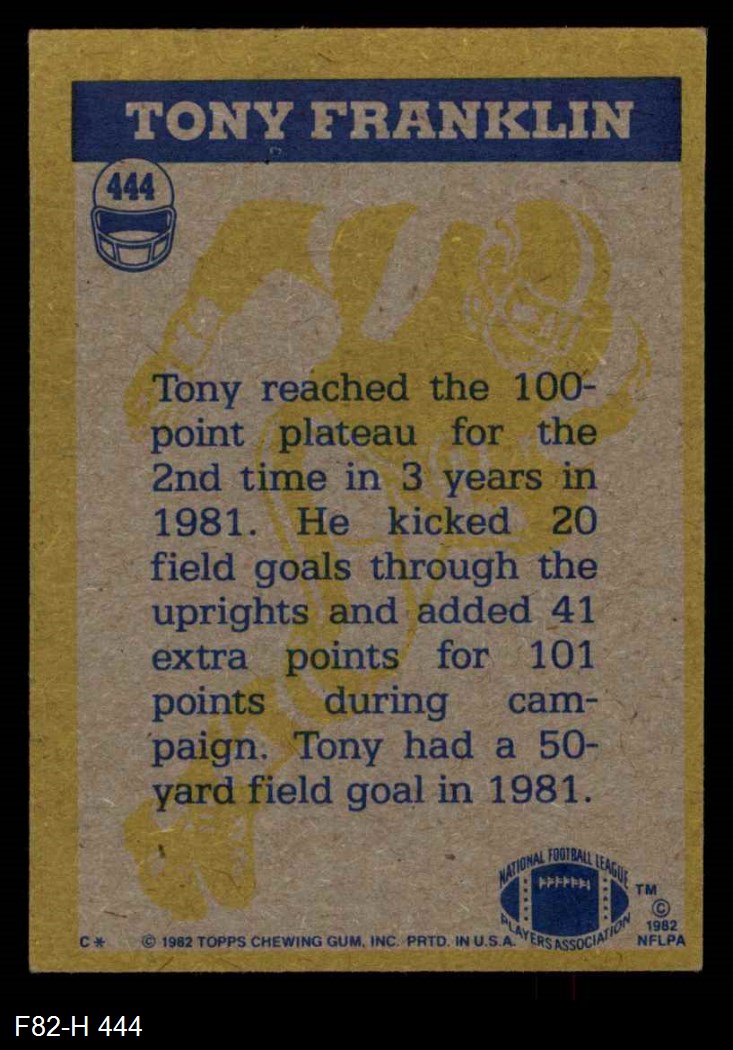 TONY FRANKLIN
444
Tony reached the 100-
point plateau for the
2nd time in 3 years in
1981. He kicked 20
field goals through the
uprights and added 41
extra points for 101
points during cam-
paign. Tony had a 50-
yard field goal in 1981.
NATIONAL FOOTBALL LEAGUE
PLAYERS ASSOCIATION
TM
©
1982
NFLPA
C* © 1982 TOPPS CHEWING GUM, INC. PRTD. IN U.S.A.
F82-H 444